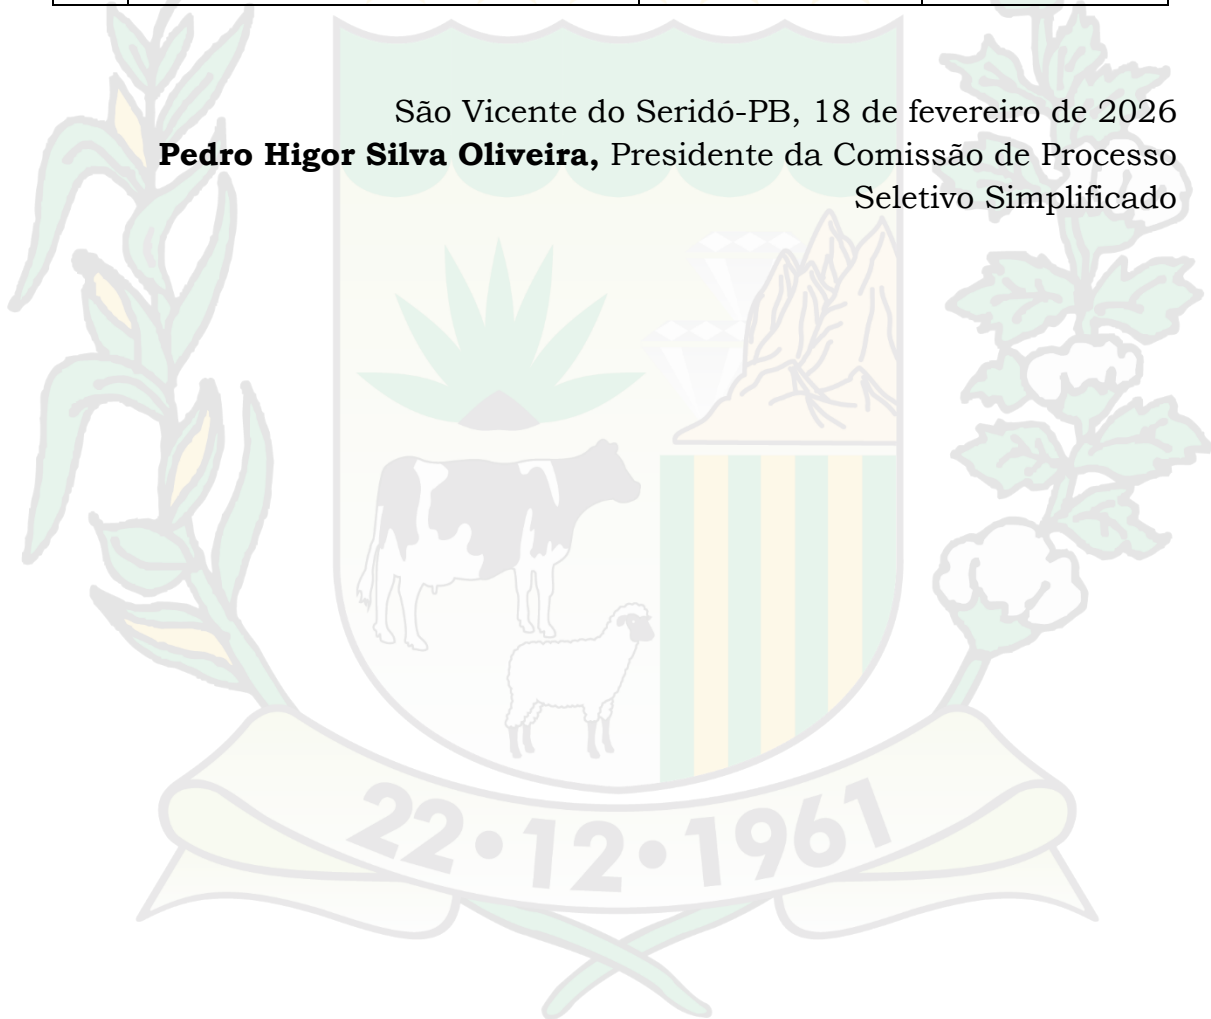 São Vicente do Seridó-PB, 18 de fevereiro de 2026
Pedro Higor Silva Oliveira, Presidente da Comissão de Processo
Seletivo Simplificado
22•12•1961